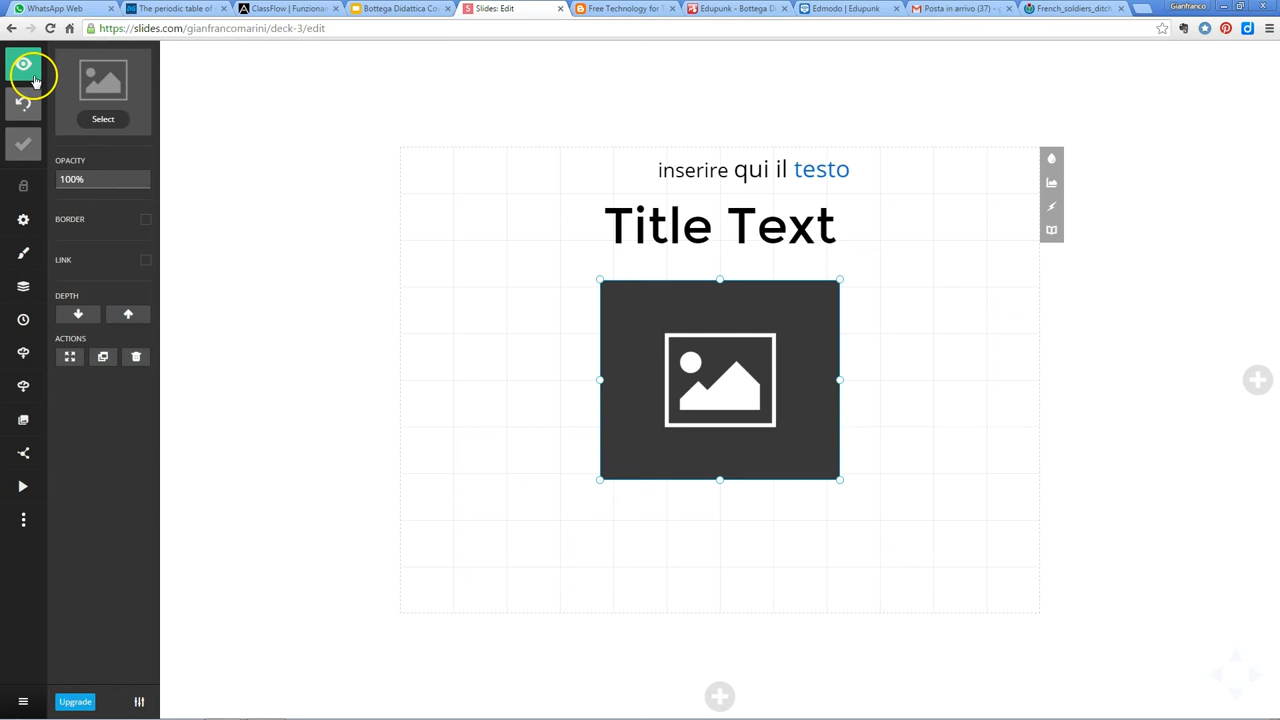 Gianfranco
WhatsApp Web
The periodic table of
ClassFlow | Funzionar
Bottega Didattica Co
Slides: Edit
Free Technology for T
Edupunk - Bottega D
Edmodo | Edupunk
Posta in arrivo (37) - g
French_soldiers_ditch
https://slides.com/gianfrancomarini/deck-3/edit
Select
OPACITY
100%
BORDER
LINK
DEPTH
ACTIONS
inserire qui il testo
Title Text
Upgrade